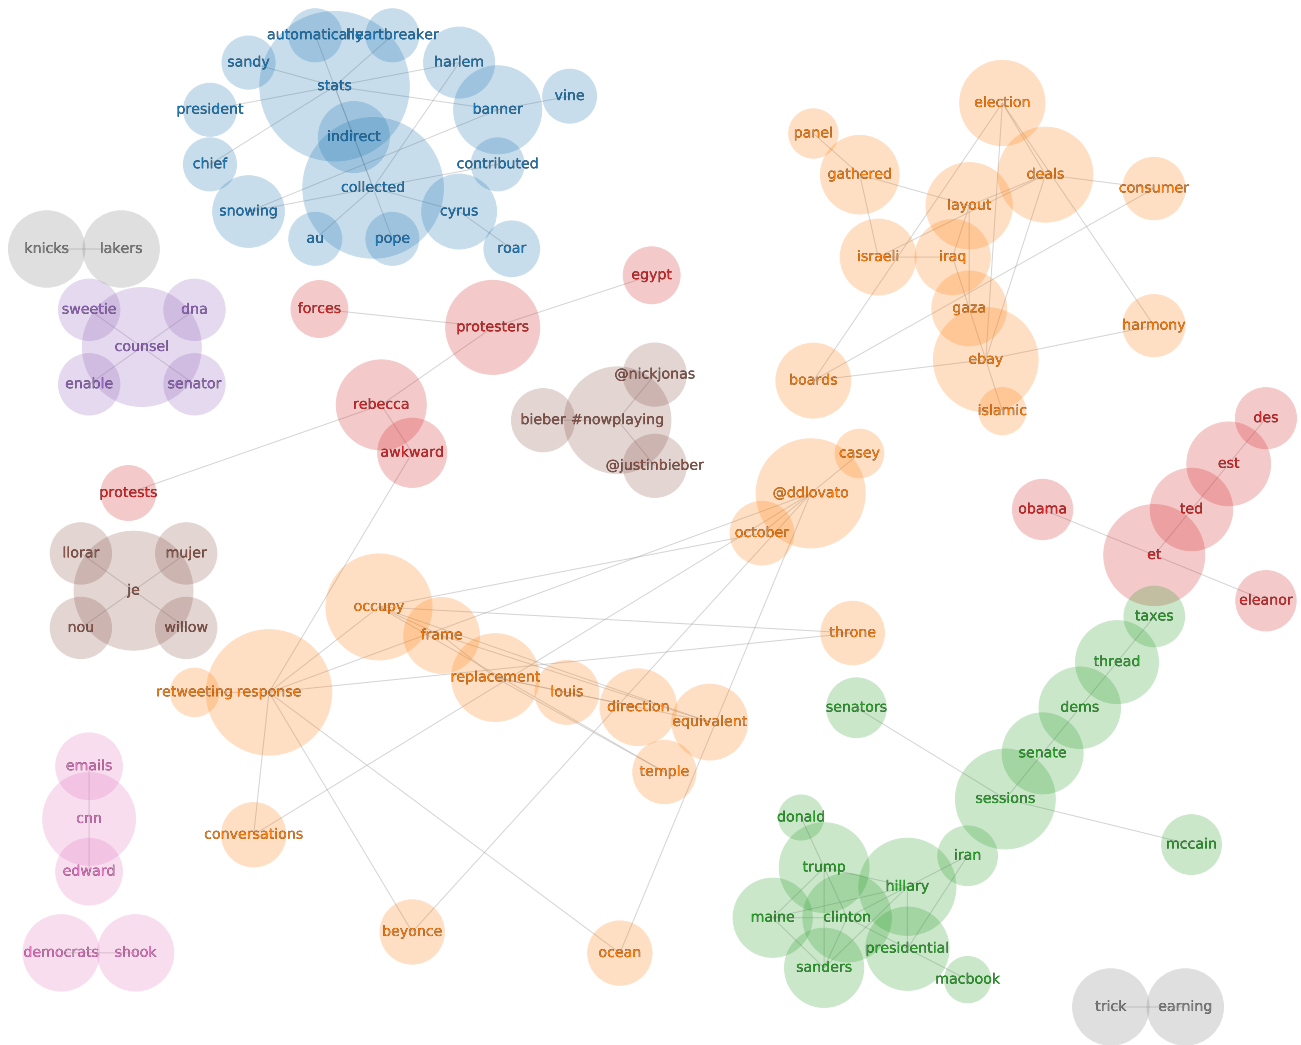 automatically
heartbreaker
sandy
harlem
stats
vine
president
banner
indirect
chief
contributed
collected
snowing
cyrus
au
pope
roar
election
panel
gathered
deals
consumer
layout
israeli
iraq
gaza
harmony
ebay
boards
islamic
knicks
lakers
sweetie
dna
counsel
enable
senator
egypt
forces
protesters
rebecca
awkward
protests
@nickjonas
bieber
#nowplaying
@justinbieber
casey
@ddlovato
october
des
est
ted
obama
et
eleanor
llorar
mujer
je
nou
willow
occupy
frame
throne
replacement
retweeting
response
louis
direction
equivalent
temple
conversations
beyonce
ocean
taxes
thread
dems
senators
senate
sessions
mccain
donald
iran
trump
hillary
maine
clinton
presidential
sanders
macbook
emails
cnn
edward
democrats
shook
trick
earning